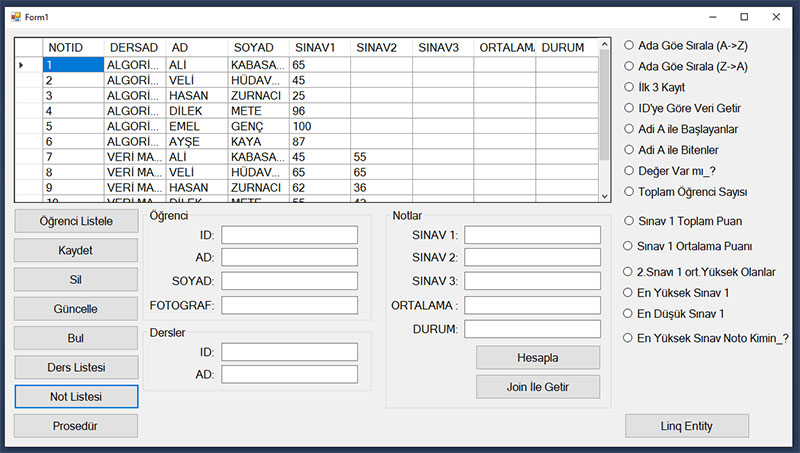 Form1
NOTID DERSAD AD SOYAD SINAV1 SINAV2 SINAV3 ORTALAMA DURUM
1 ALGORİ... ALİ KABASA... 65
2 ALGORİ... VELİ HÜDAV... 45
3 ALGORİ... HASAN ZURNACI 25
4 ALGORİ... DİLEK METE 96
5 ALGORİ... EMEL GENÇ 100
6 ALGORİ... AYŞE KAYA 87
7 VERİ MA... ALİ KABASA... 45 55
8 VERİ MA... VELİ HÜDAV... 65 65
9 VERİ MA... HASAN ZURNACI 62 36
10 VERİ MA... DİLEK METE 55 42
Öğrenci Listele
Kaydet
Sil
Güncelle
Bul
Ders Listesi
Not Listesi
Prosedür
Öğrenci
ID:
AD:
SOYAD:
FOTOGRAF:
Dersler
ID:
AD:
Notlar
SINAV 1:
SINAV 2:
SINAV 3:
ORTALAMA :
DURUM:
Hesapla
Join İle Getir
Ada Göe Sırala (A->Z)
Ada Göe Sırala (Z->A)
İlk 3 Kayıt
ID'ye Göre Veri Getir
Adi A ile Başlayanlar
Adi A ile Bitenler
Değer Var mı_?
Toplam Öğrenci Sayısı
Sınav 1 Toplam Puan
Sınav 1 Ortalama Puanı
2.Snavı 1 ort.Yüksek Olanlar
En Yüksek Sınav 1
En Düşük Sınav 1
En Yüksek Sınav Noto Kimin_?
Linq Entity